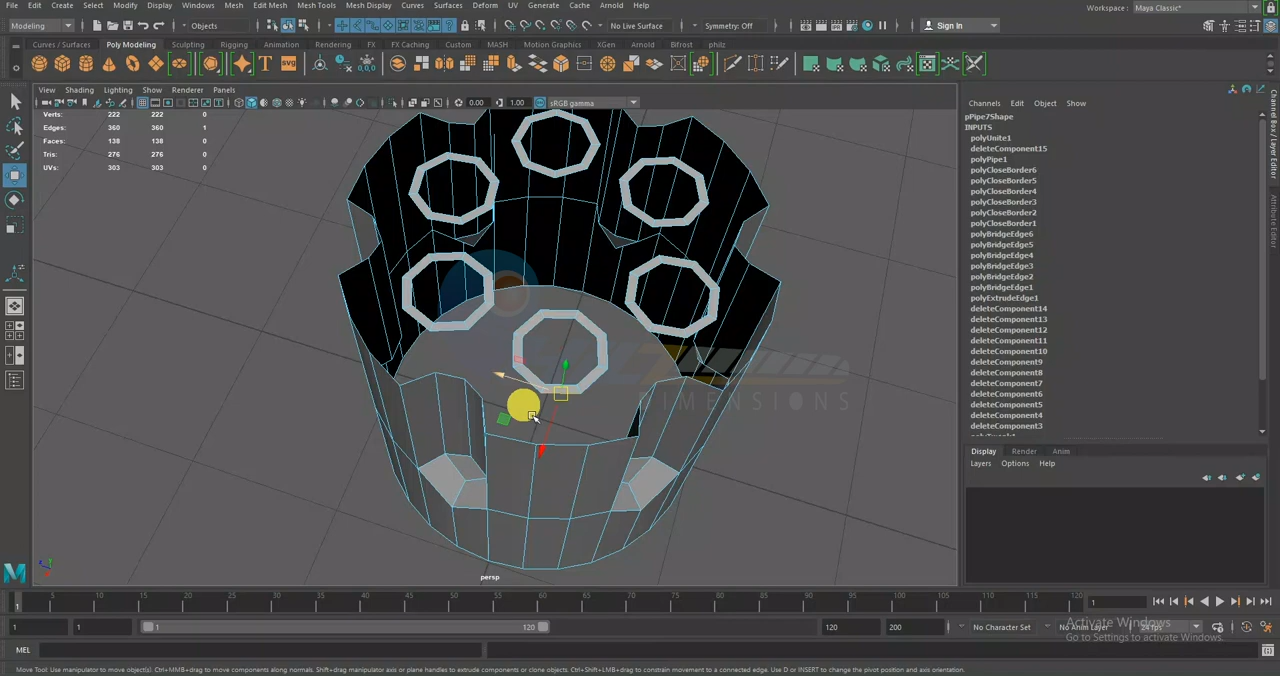 File Edit Create Select Modify Display Windows Mesh Edit Mesh Mesh Tools Mesh Display Curves Surfaces Deform UV Generate Cache Arnold Help Workspace : Maya Classic*
Modeling Objects No Live Surface Symmetry: Off Sign In
Curves / Surfaces Poly Modeling Sculpting Rigging Animation Rendering FX FX Caching Custom MASH Motion Graphics XGen Arnold Bifrost philz
T SVG
View Shading Lighting Show Renderer Panels
0.00 1.00 sRGB gamma
Channels Edit Object Show
Verts: 222 222 0
Edges: 360 360 1
Faces: 138 138 0
Tris: 276 276 0
UVs: 303 303 0
pPipe7Shape
INPUTS
polyUnite1
deleteComponent15
polyPipe1
polyCloseBorder6
polyCloseBorder5
polyCloseBorder4
polyCloseBorder3
polyCloseBorder2
polyCloseBorder1
polyBridgeEdge6
polyBridgeEdge5
polyBridgeEdge4
polyBridgeEdge3
polyBridgeEdge2
polyBridgeEdge1
polyExtrudeEdge1
deleteComponent14
deleteComponent13
deleteComponent12
deleteComponent11
deleteComponent10
deleteComponent9
deleteComponent8
deleteComponent7
deleteComponent6
deleteComponent5
deleteComponent4
deleteComponent3
Channel Box / Layer Editor
Attribute Editor
DIMENSIONS
Display Render Anim
Layers Options Help
persp
5 10 15 20 25 30 35 40 45 50 55 60 65 70 75 80 85 90 95 100 105 110 115 120
1 1
1 1 1 120 120 200 No Character Set No Anim Layer 24 fps
Activate Windows
Go to Settings to activate Windows.
MEL
Move Tool: Use manipulator to move object(s). Ctrl+MMB+drag to move components along normals. Shift+drag manipulator axis or plane handles to extrude components or clone objects. Ctrl+Shift+LMB+drag to constrain movement to a connected edge. Use D or INSERT to change the pivot position and axis orientation.